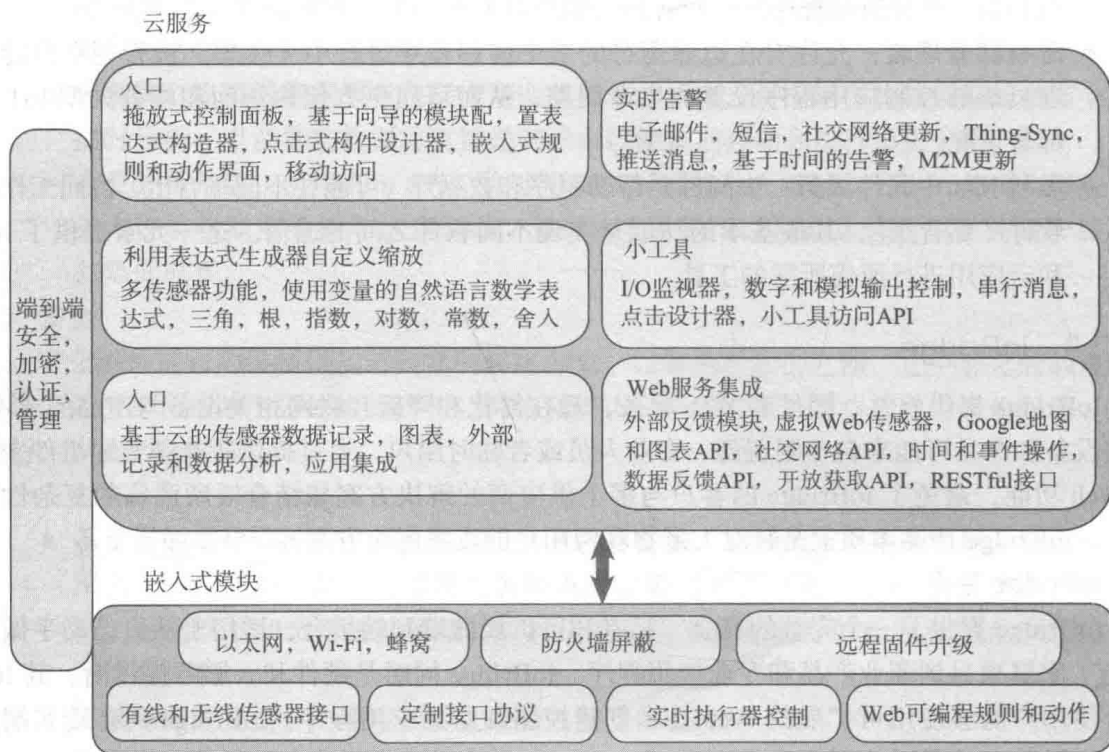 云服务
入口
拖放式控制面板，基于向导的模块配，置表
达式构造器，点击式构件设计器，嵌入式规
则和动作界面，移动访问
实时告警
电子邮件，短信，社交网络更新，Thing-Sync，
推送消息，基于时间的告警，M2M更新
利用表达式生成器自定义缩放
多传感器功能，使用变量的自然语言数学表
达式，三角，根，指数，对数，常数，舍入
小工具
I/O监视器，数字和模拟输出控制，串行消息，
点击设计器，小工具访问API
端到端
安全，
加密，
认证，
管理
入口
基于云的传感器数据记录，图表，外部
记录和数据分析，应用集成
Web服务集成
外部反馈模块，虚拟Web传感器，Google地图
和图表API，社交网络API，时间和事件操作，
数据反馈API，开放获取API，RESTful接口
嵌入式模块
以太网，Wi-Fi，蜂窝
防火墙屏蔽
远程固件升级
有线和无线传感器接口
定制接口协议
实时执行器控制
Web可编程规则和动作